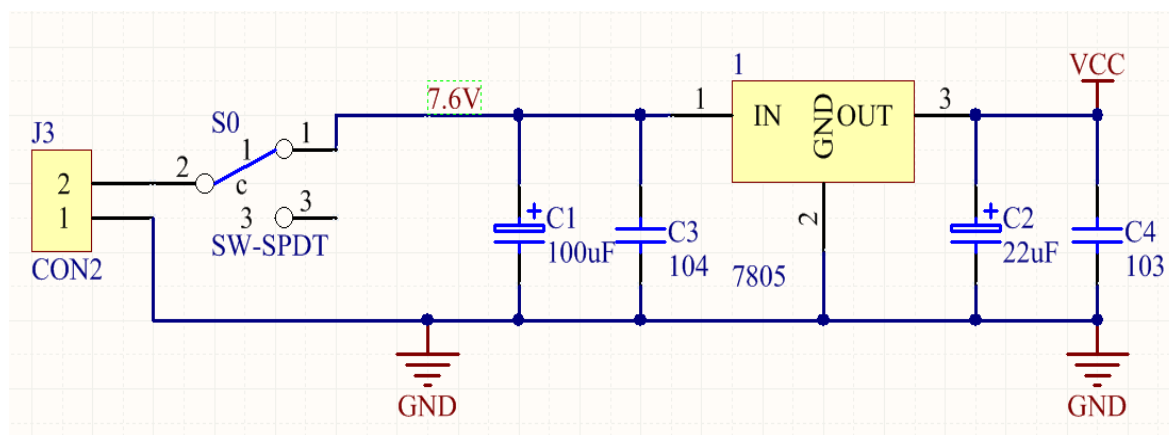 J3
2
1
CON2
S0
2
1
1
c
3
3
SW-SPDT
7.6V
C1
100uF
C3
104
1
1
IN
GND
OUT
3
2
7805
VCC
C2
22uF
C4
103
GND
GND